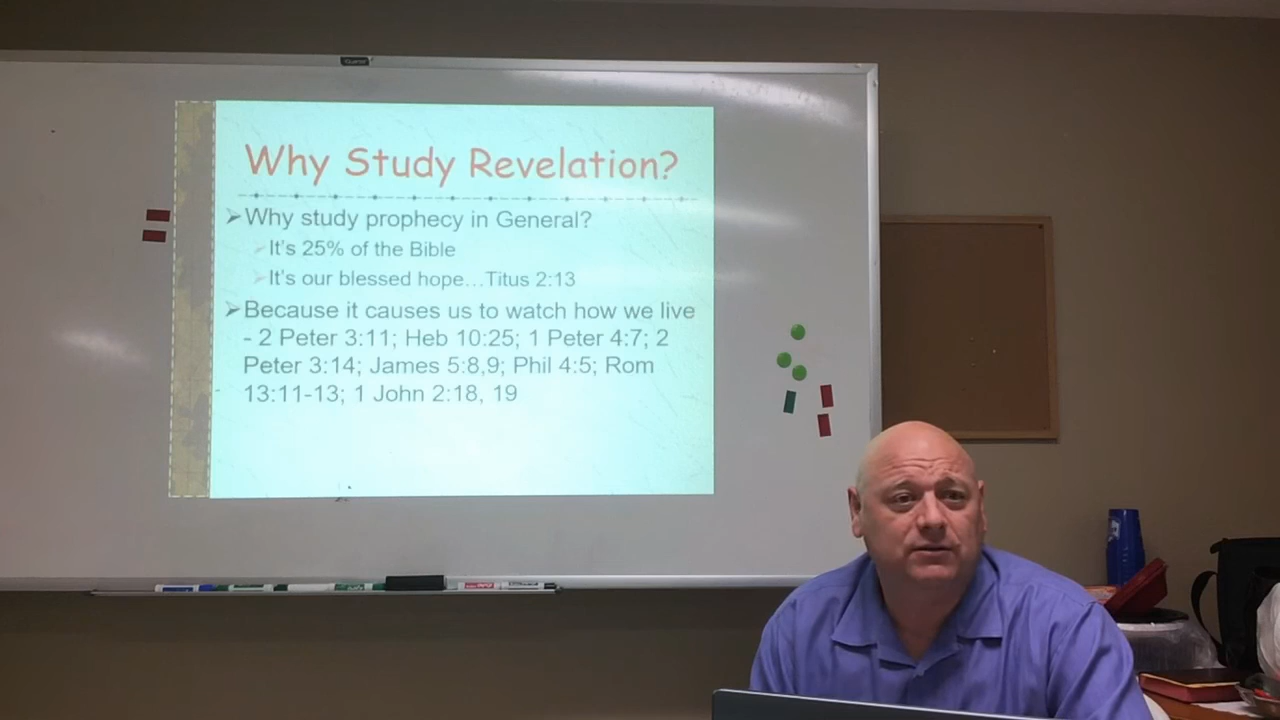 Why Study Revelation?
Why study prophecy in General?
It's 25% of the Bible
It's our blessed hope…Titus 2:13
Because it causes us to watch how we live
- 2 Peter 3:11; Heb 10:25; 1 Peter 4:7; 2
Peter 3:14; James 5:8,9; Phil 4:5; Rom
13:11-13; 1 John 2:18, 19